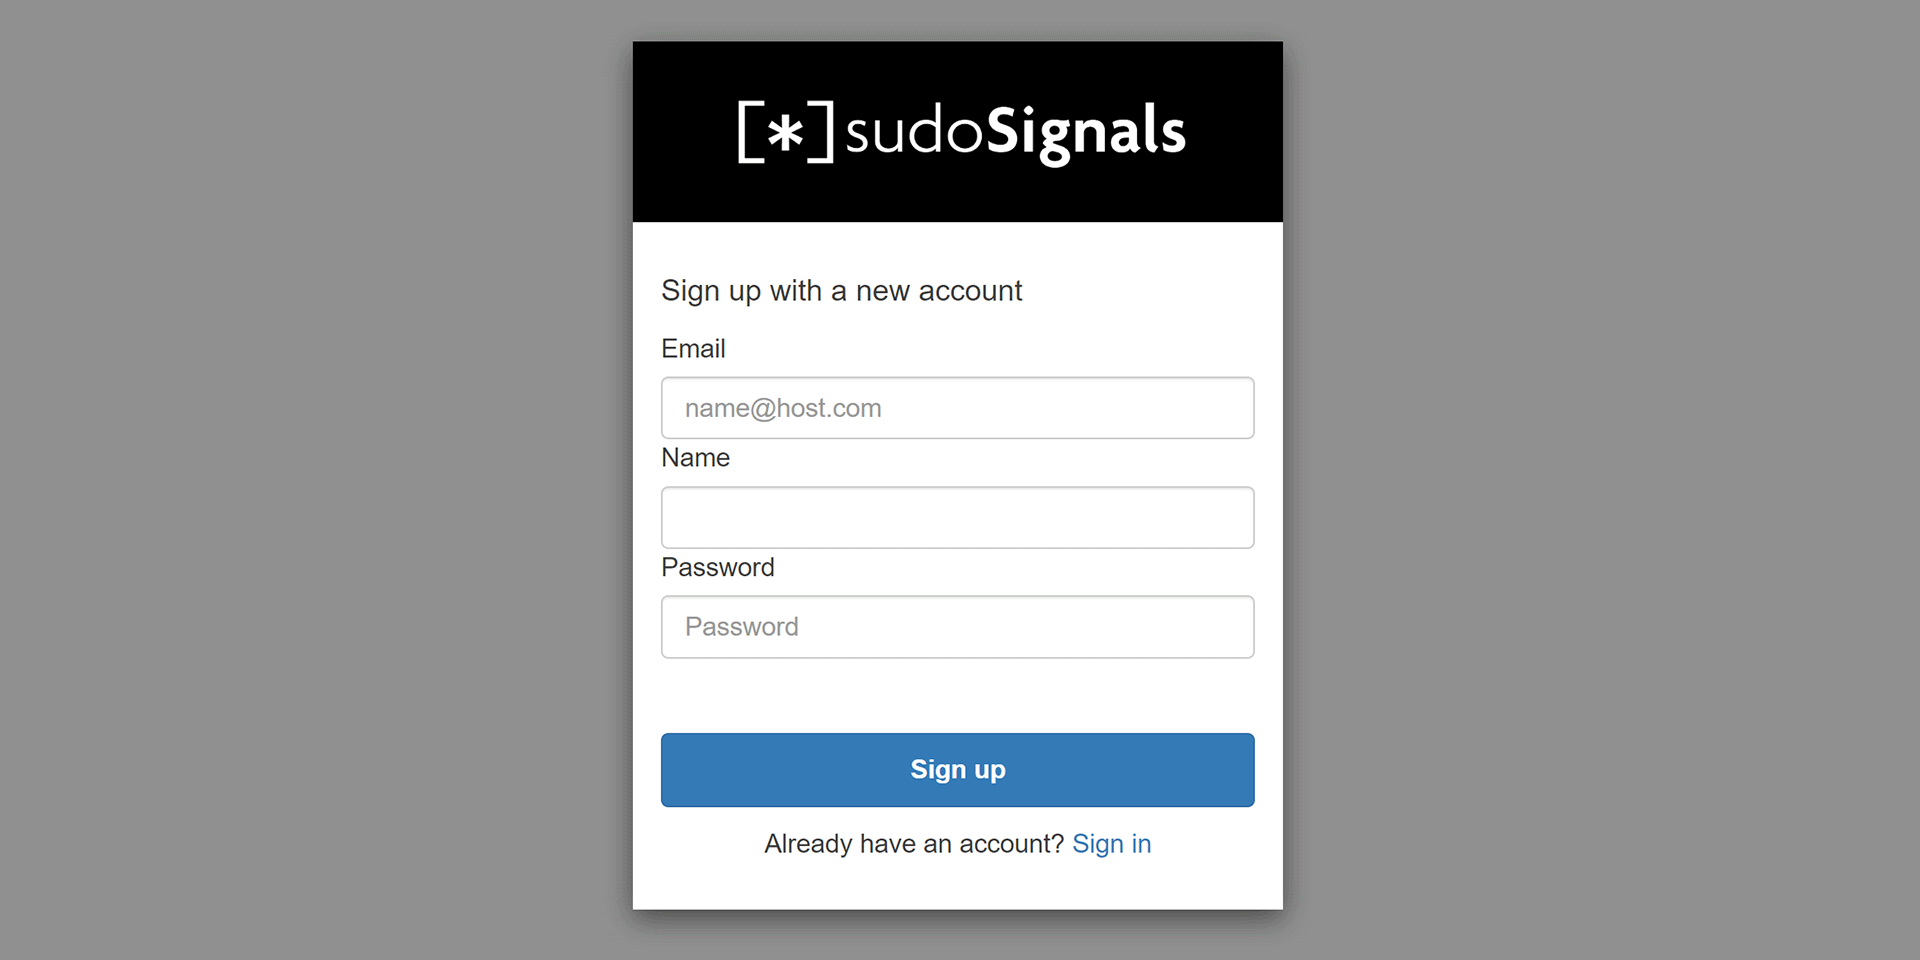 [*] sudoSignals
Sign up with a new account
Email
name@host.com
Name
Password
Password
Sign up
Already have an account? Sign in